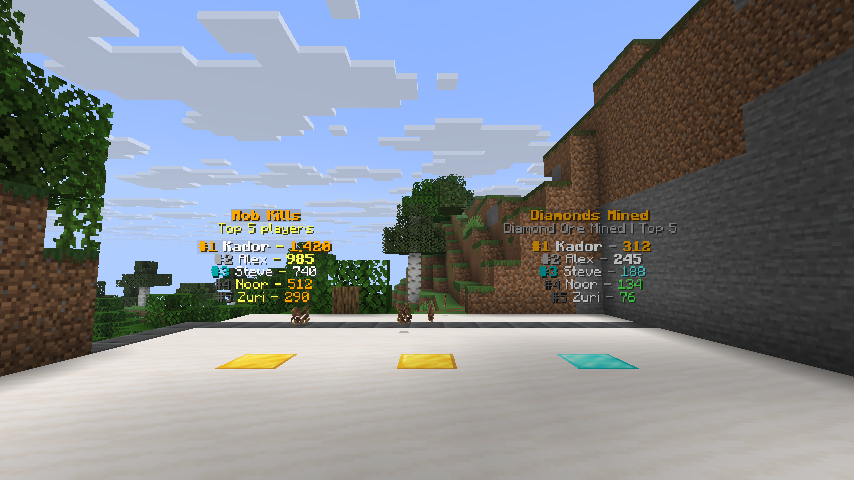 Mob Kills
Top 5 players
#1 Kador - 1,420
#2 Alex - 985
#3 Steve - 740
#4 Noor - 512
#5 Zuri - 290
Diamonds Mined
Diamond Ore Mined | Top 5
#1 Kador - 312
#2 Alex - 245
#3 Steve - 188
#4 Noor - 134
#5 Zuri - 76